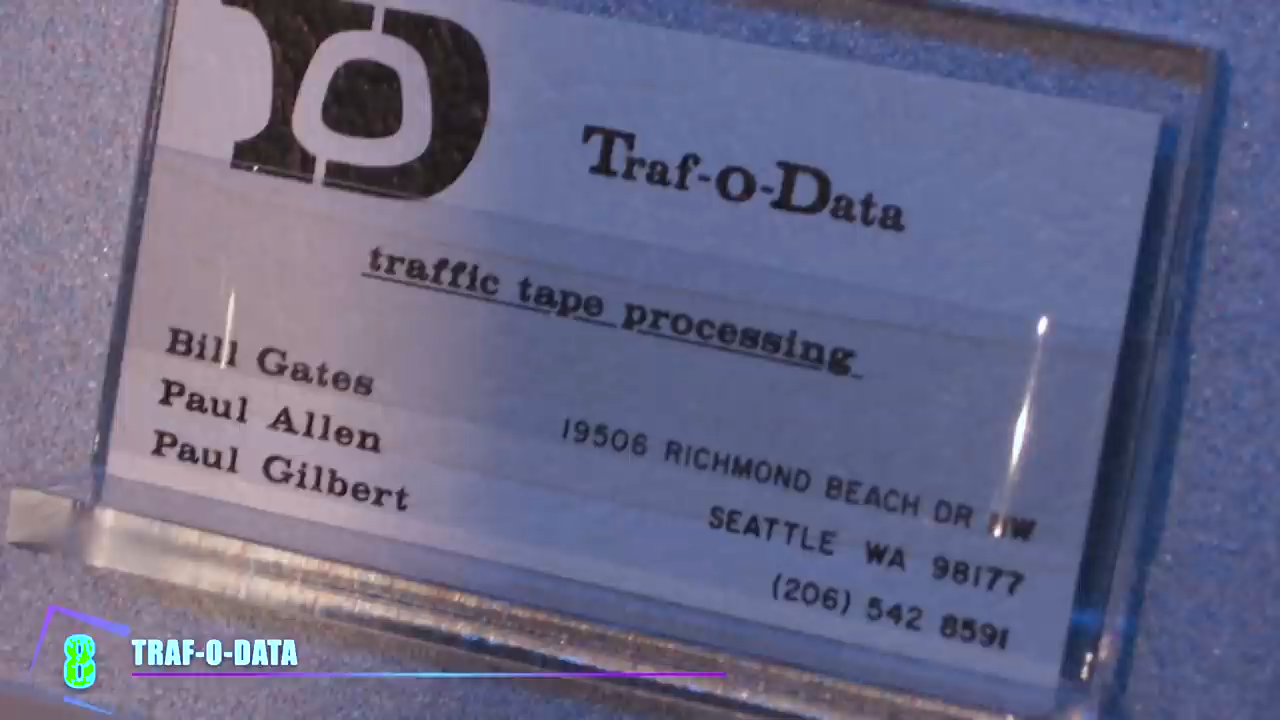 Traf-o-Data
traffic tape processing
Bill Gates
Paul Allen
Paul Gilbert
19506 RICHMOND BEACH DR NW
SEATTLE WA 98177
(206) 542 8591
8 TRAF-O-DATA